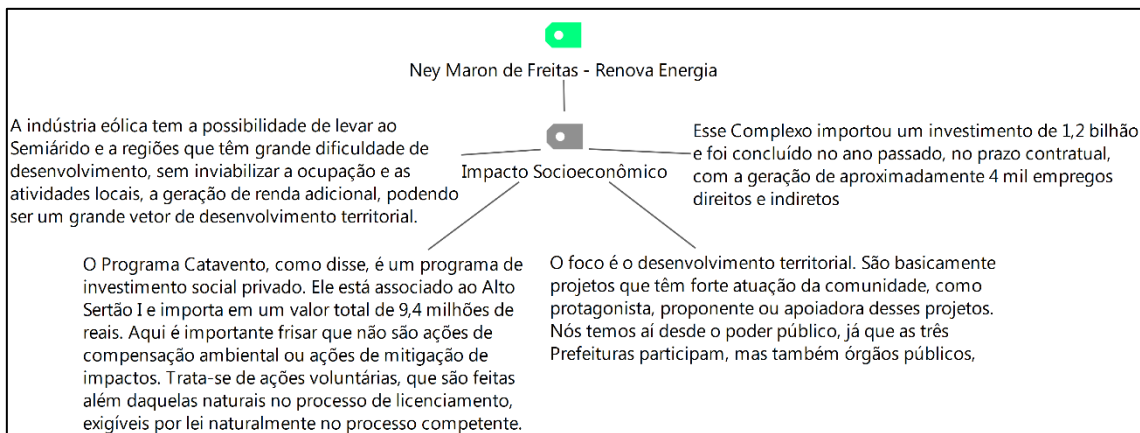 Ney Maron de Freitas - Renova Energia
A indústria eólica tem a possibilidade de levar ao
Semiárido e a regiões que têm grande dificuldade de
desenvolvimento, sem inviabilizar a ocupação e as
atividades locais, a geração de renda adicional, podendo
ser um grande vetor de desenvolvimento territorial.
Impacto Socioeconômico
Esse Complexo importou um investimento de 1,2 bilhão
e foi concluído no ano passado, no prazo contratual,
com a geração de aproximadamente 4 mil empregos
direitos e indiretos
O Programa Catavento, como disse, é um programa de
investimento social privado. Ele está associado ao Alto
Sertão I e importa em um valor total de 9,4 milhões de
reais. Aqui é importante frisar que não são ações de
compensação ambiental ou ações de mitigação de
impactos. Trata-se de ações voluntárias, que são feitas
além daquelas naturais no processo de licenciamento,
exigíveis por lei naturalmente no processo competente.
O foco é o desenvolvimento territorial. São basicamente
projetos que têm forte atuação da comunidade, como
protagonista, proponente ou apoiadora desses projetos.
Nós temos aí desde o poder público, já que as três
Prefeituras participam, mas também órgãos públicos,